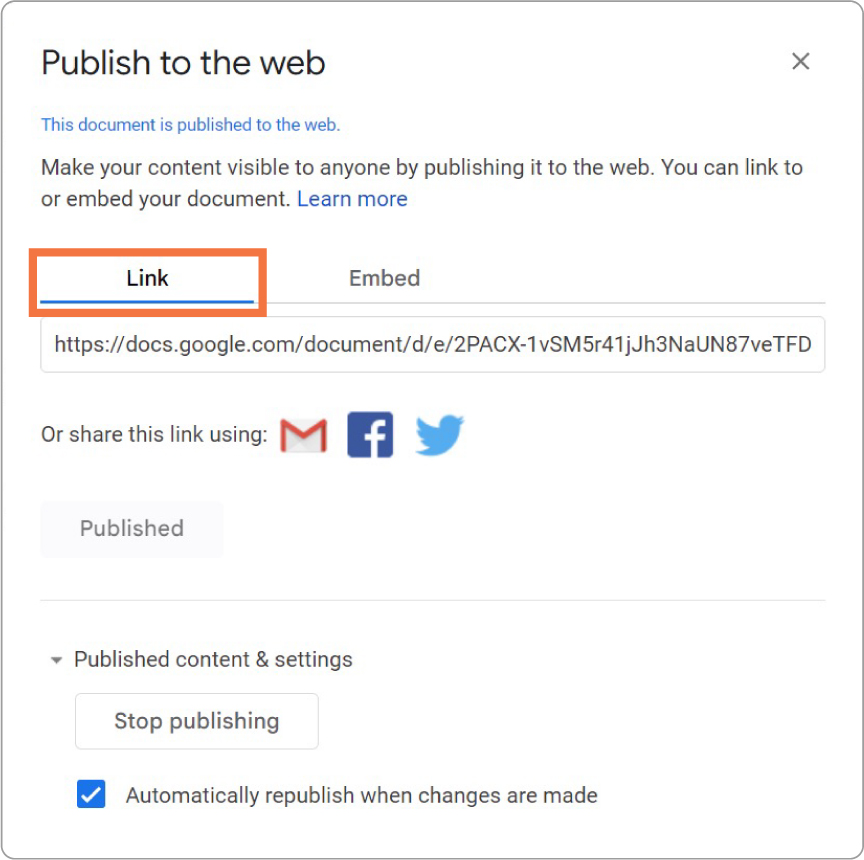 Publish to the web
This document is published to the web.
Make your content visible to anyone by publishing it to the web. You can link to
or embed your document. Learn more
Link Embed
https://docs.google.com/document/d/e/2PACX-1vSM5r41jJh3NaUN87veTFD
Or share this link using:
Published
Published content & settings
Stop publishing
Automatically republish when changes are made